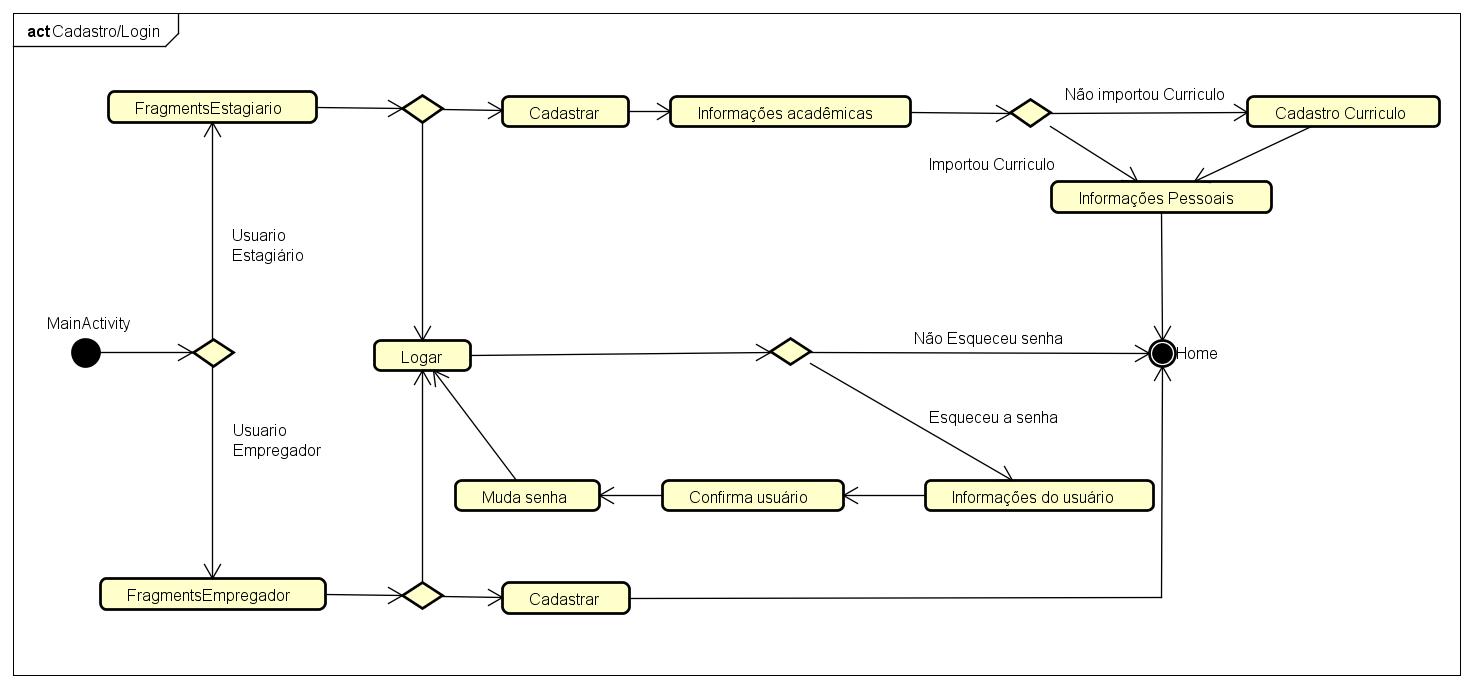 act Cadastro/Login
FragmentsEstagiario
Cadastrar
Informações acadêmicas
Não importou Curriculo
Cadastro Curriculo
Importou Curriculo
Informações Pessoais
Usuario
Estagiário
MainActivity
Logar
Não Esqueceu senha
Home
Esqueceu a senha
Usuario
Empregador
Muda senha
Confirma usuário
Informações do usuário
FragmentsEmpregador
Cadastrar